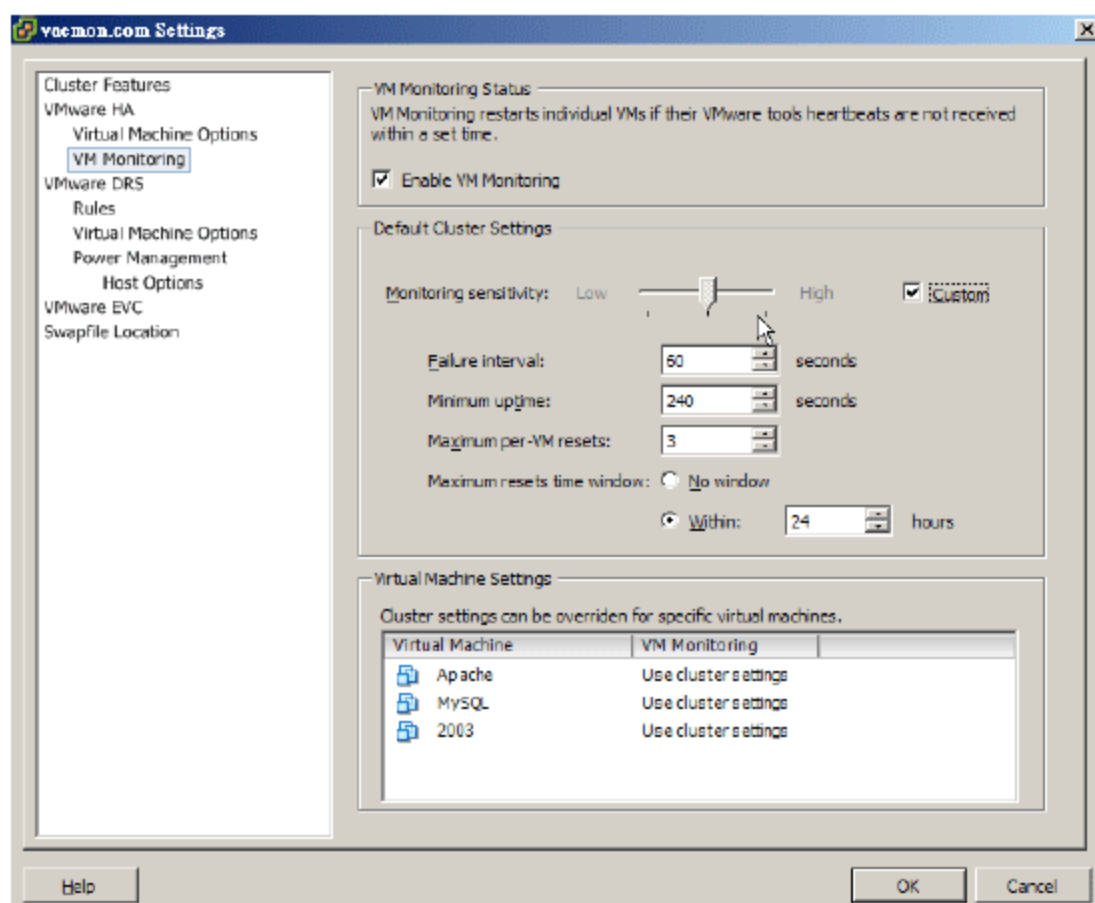 vaemon.com Settings
Cluster Features
VMware HA
Virtual Machine Options
VM Monitoring
VMware DRS
Rules
Virtual Machine Options
Power Management
Host Options
VMware EVC
Swapfile Location
VM Monitoring Status
VM Monitoring restarts individual VMs if their VMware tools heartbeats are not received
within a set time.
Enable VM Monitoring
Default Cluster Settings
Monitoring sensitivity: Low High Custom
Failure interval: 60 seconds
Minimum uptime: 240 seconds
Maximum per-VM resets: 3
Maximum resets time window: No window
Within: 24 hours
Virtual Machine Settings
Cluster settings can be overriden for specific virtual machines.
Virtual Machine VM Monitoring
Apache Use cluster settings
MySQL Use cluster settings
2003 Use cluster settings
Help OK Cancel